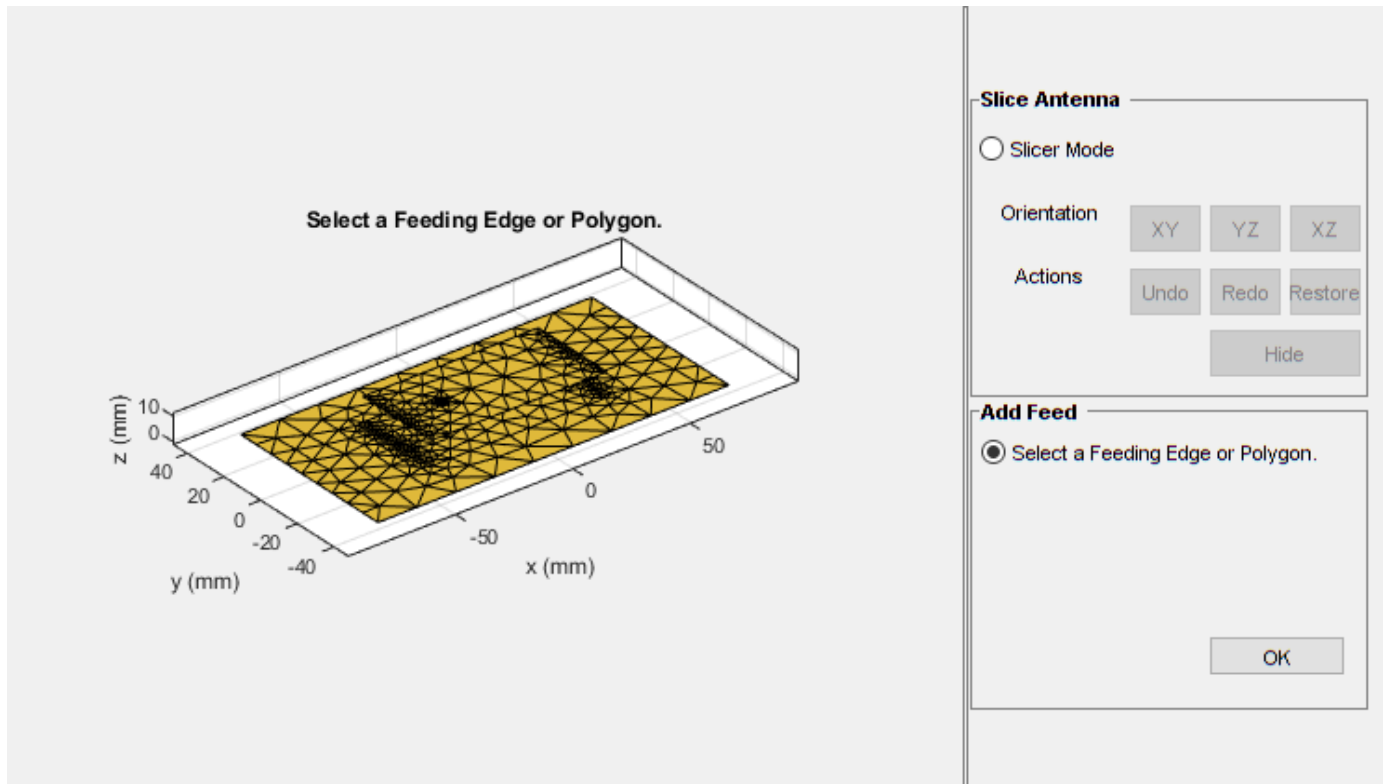 Select a Feeding Edge or Polygon.
z (mm)
10
0
40
20
0
-20
-40
y (mm)
-50
0
50
x (mm)
Slice Antenna
Slicer Mode
Orientation
XY YZ XZ
Actions
Undo Redo Restore
Hide
Add Feed
Select a Feeding Edge or Polygon.
OK